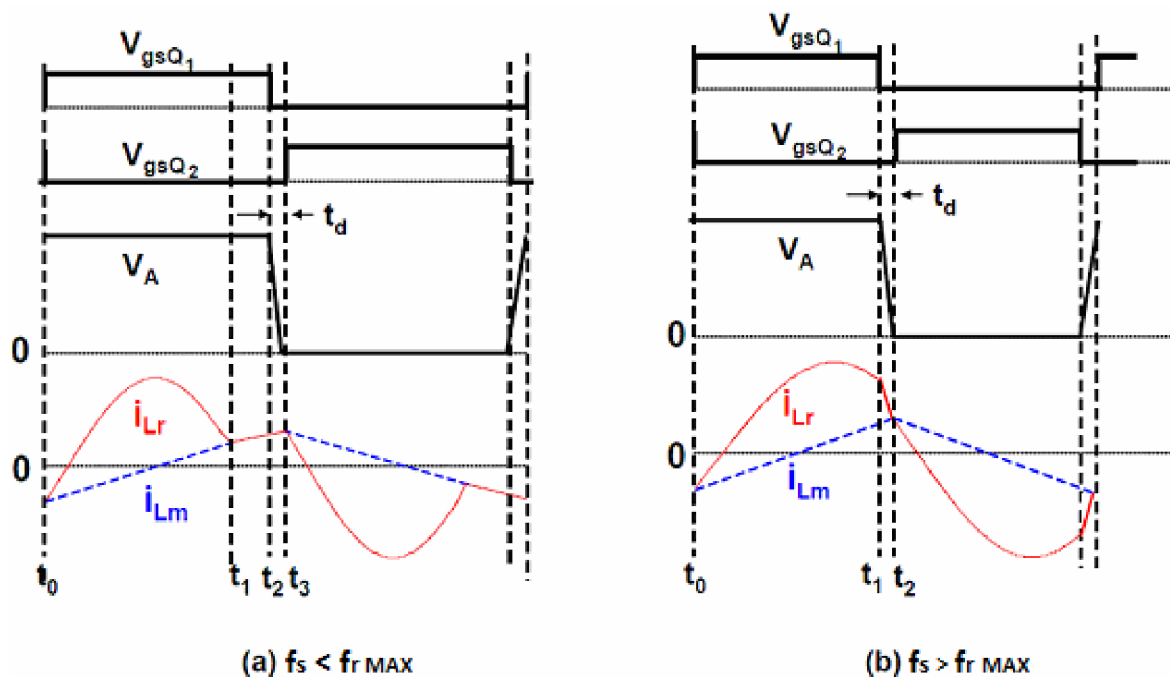 VgsQ1
VgsQ2
td
VA
0
iLr
0
iLm
t0 t1 t2 t3
(a) fs < fr MAX
VgsQ1
VgsQ2
td
VA
0
iLr
0
iLm
t0 t1 t2
(b) fs > fr MAX